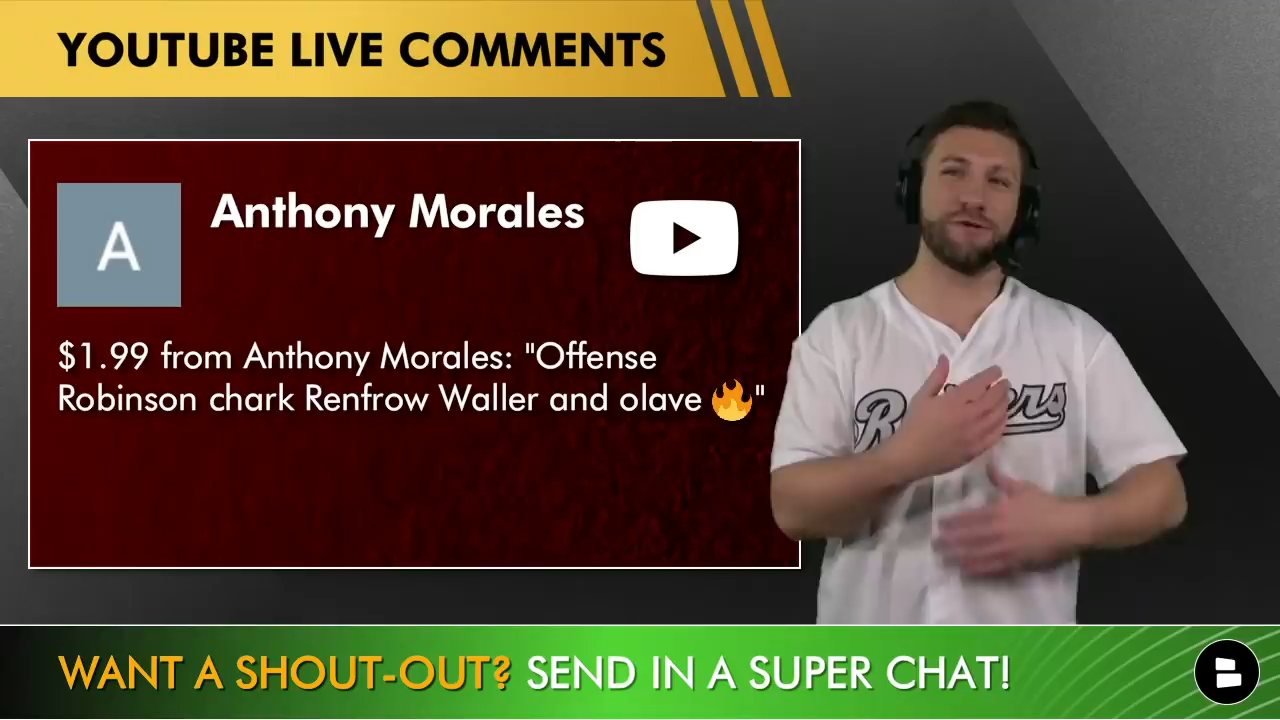 YOUTUBE LIVE COMMENTS
A
Anthony Morales
$1.99 from Anthony Morales: "Offense
Robinson chark Renfrow Waller and olave 🔥"
WANT A SHOUT-OUT? SEND IN A SUPER CHAT!